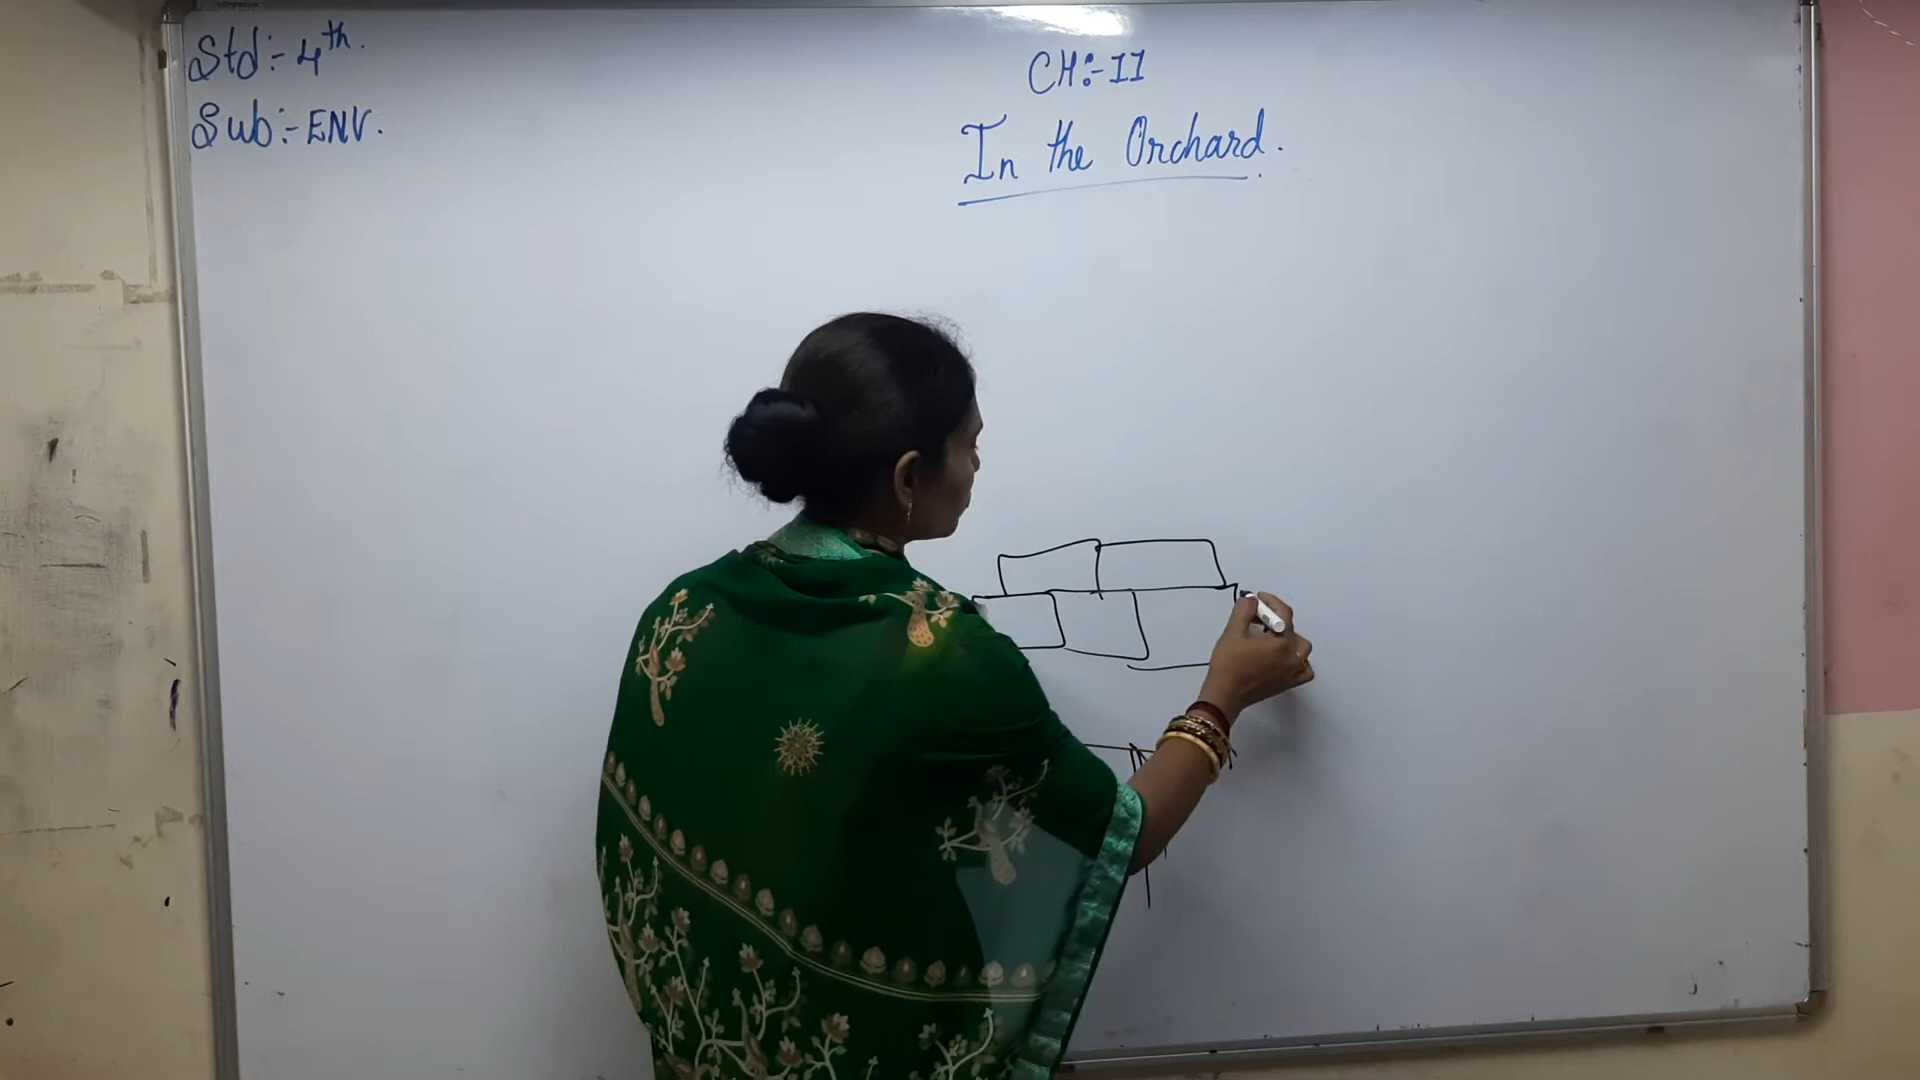 Std:- 4th.
Sub:- ENV.
CH:- 11
In the Orchard.